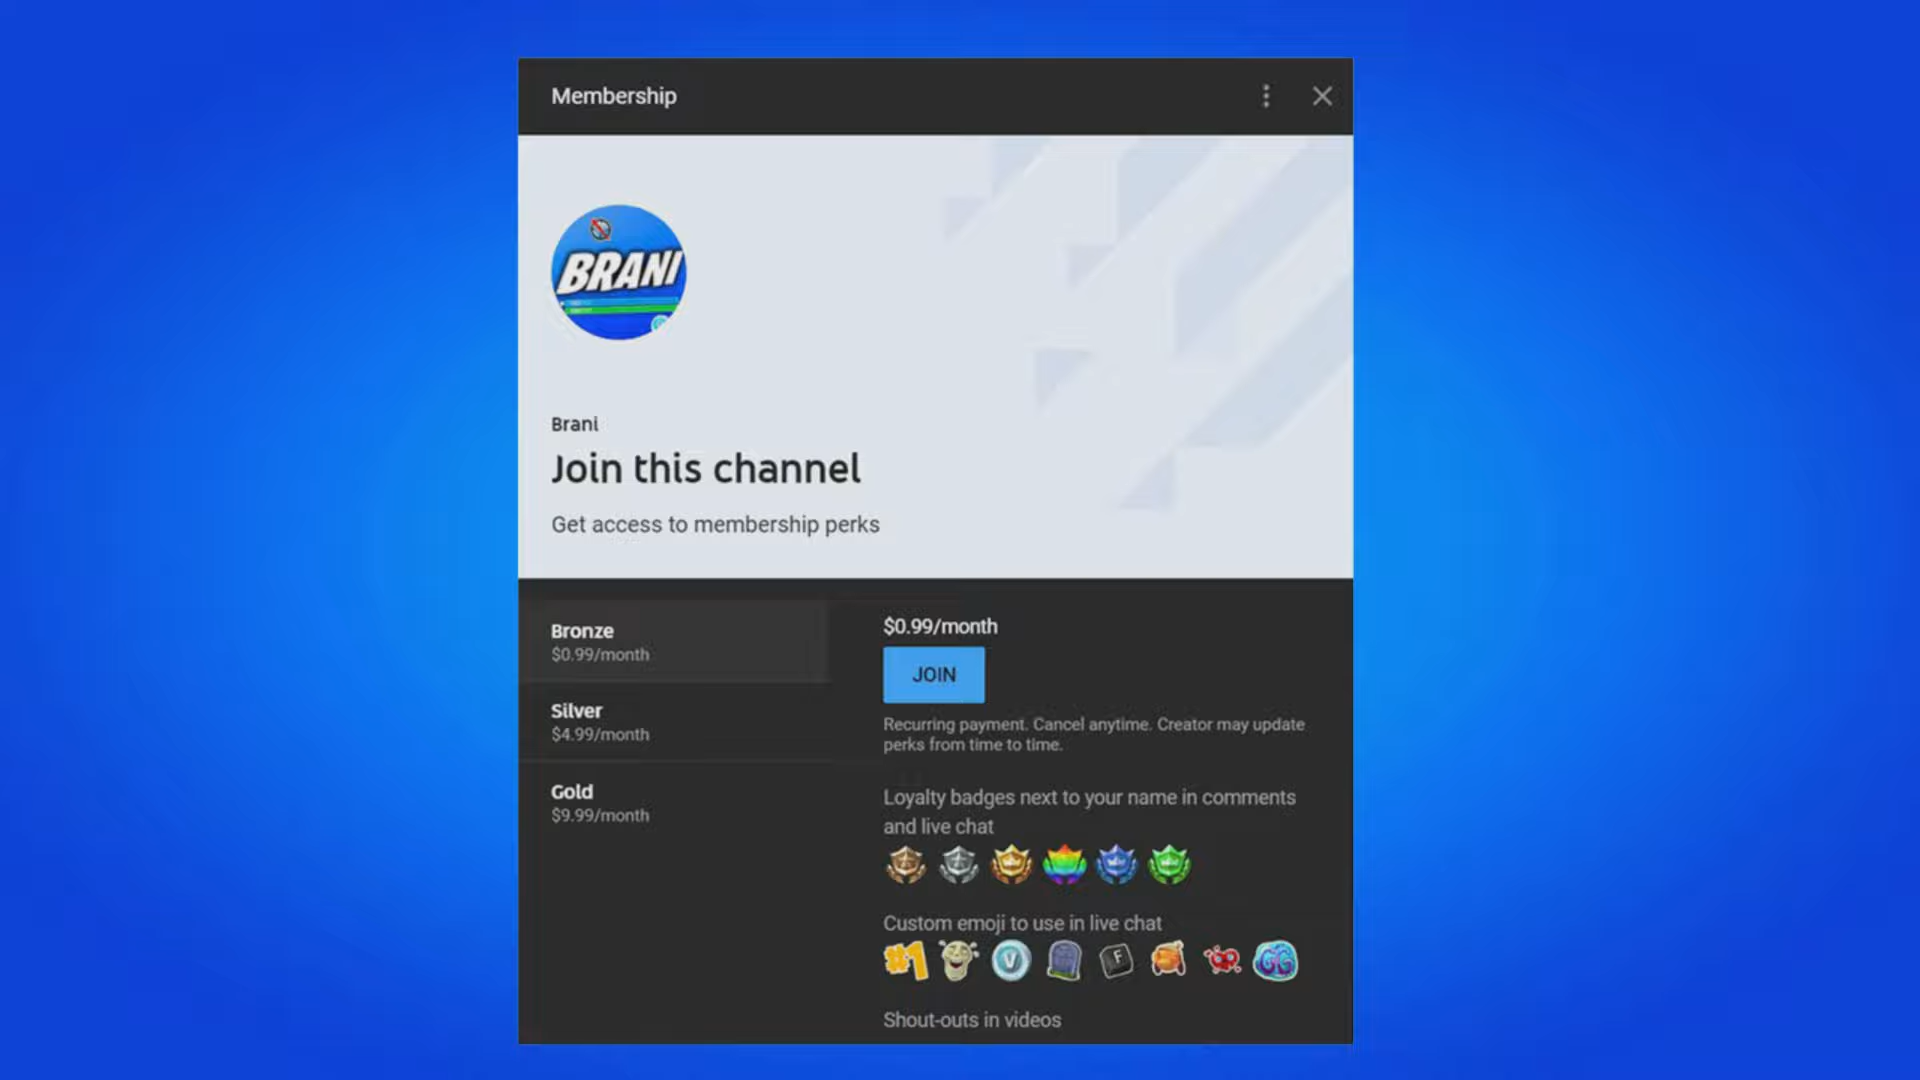 Membership
BRANI
Brani
Join this channel
Get access to membership perks
Bronze
$0.99/month
Silver
$4.99/month
Gold
$9.99/month
$0.99/month
JOIN
Recurring payment. Cancel anytime. Creator may update
perks from time to time.
Loyalty badges next to your name in comments
and live chat
Custom emoji to use in live chat
#1 V F GG
Shout-outs in videos